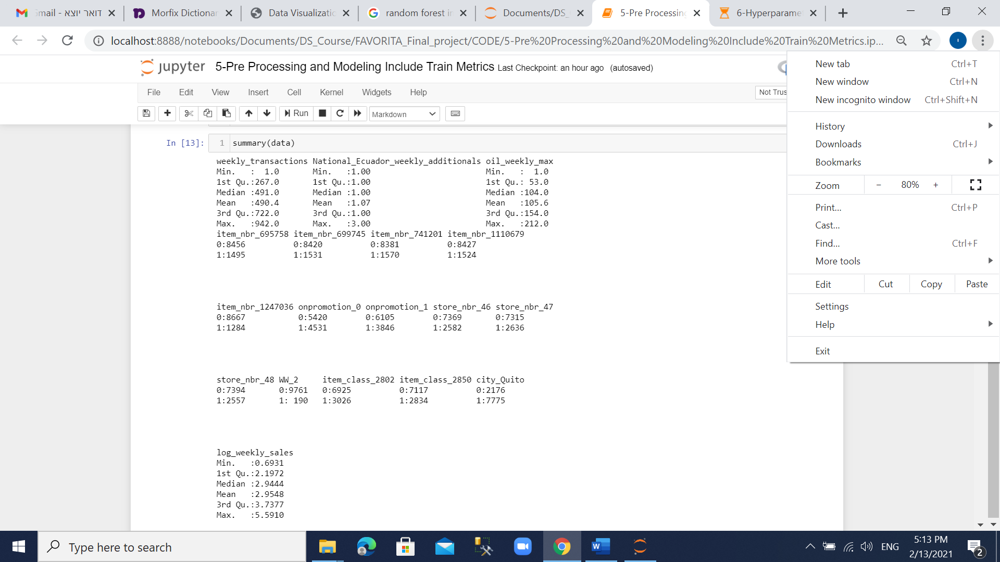 Gmail - דואר יוצא
Morfix Dictionar
Data Visualizatio
random forest in
Documents/DS_
5-Pre Processing
6-Hyperparame
localhost:8888/notebooks/Documents/DS_Course/FAVORITA_Final_project/CODE/5-Pre%20Processing%20and%20Modeling%20Include%20Train%20Metrics.ip...
jupyter 5-Pre Processing and Modeling Include Train Metrics Last Checkpoint: an hour ago (autosaved)
File Edit View Insert Cell Kernel Widgets Help
Not Trus
Run
Markdown
In [13]: 1 summary(data)
weekly_transactions National_Ecuador_weekly_additionals oil_weekly_max
Min. : 1.0 Min. :1.00 Min. : 1.0
1st Qu.:267.0 1st Qu.:1.00 1st Qu.: 53.0
Median :491.0 Median :1.00 Median :104.0
Mean :490.4 Mean :1.07 Mean :105.6
3rd Qu.:722.0 3rd Qu.:1.00 3rd Qu.:154.0
Max. :942.0 Max. :3.00 Max. :212.0
item_nbr_695758 item_nbr_699745 item_nbr_741201 item_nbr_1110679
0:8456 0:8420 0:8381 0:8427
1:1495 1:1531 1:1570 1:1524
item_nbr_1247036 onpromotion_0 onpromotion_1 store_nbr_46 store_nbr_47
0:8667 0:5420 0:6105 0:7369 0:7315
1:1284 1:4531 1:3846 1:2582 1:2636
store_nbr_48 WW_2 item_class_2802 item_class_2850 city_Quito
0:7394 0:9761 0:6925 0:7117 0:2176
1:2557 1: 190 1:3026 1:2834 1:7775
log_weekly_sales
Min. :0.6931
1st Qu.:2.1972
Median :2.9444
Mean :2.9548
3rd Qu.:3.7377
Max. :5.5910
New tab Ctrl+T
New window Ctrl+N
New incognito window Ctrl+Shift+N
History
Downloads Ctrl+J
Bookmarks
Zoom − 80% +
Print... Ctrl+P
Cast...
Find... Ctrl+F
More tools
Edit Cut Copy Paste
Settings
Help
Exit
Type here to search
ENG
5:13 PM
2/13/2021
2